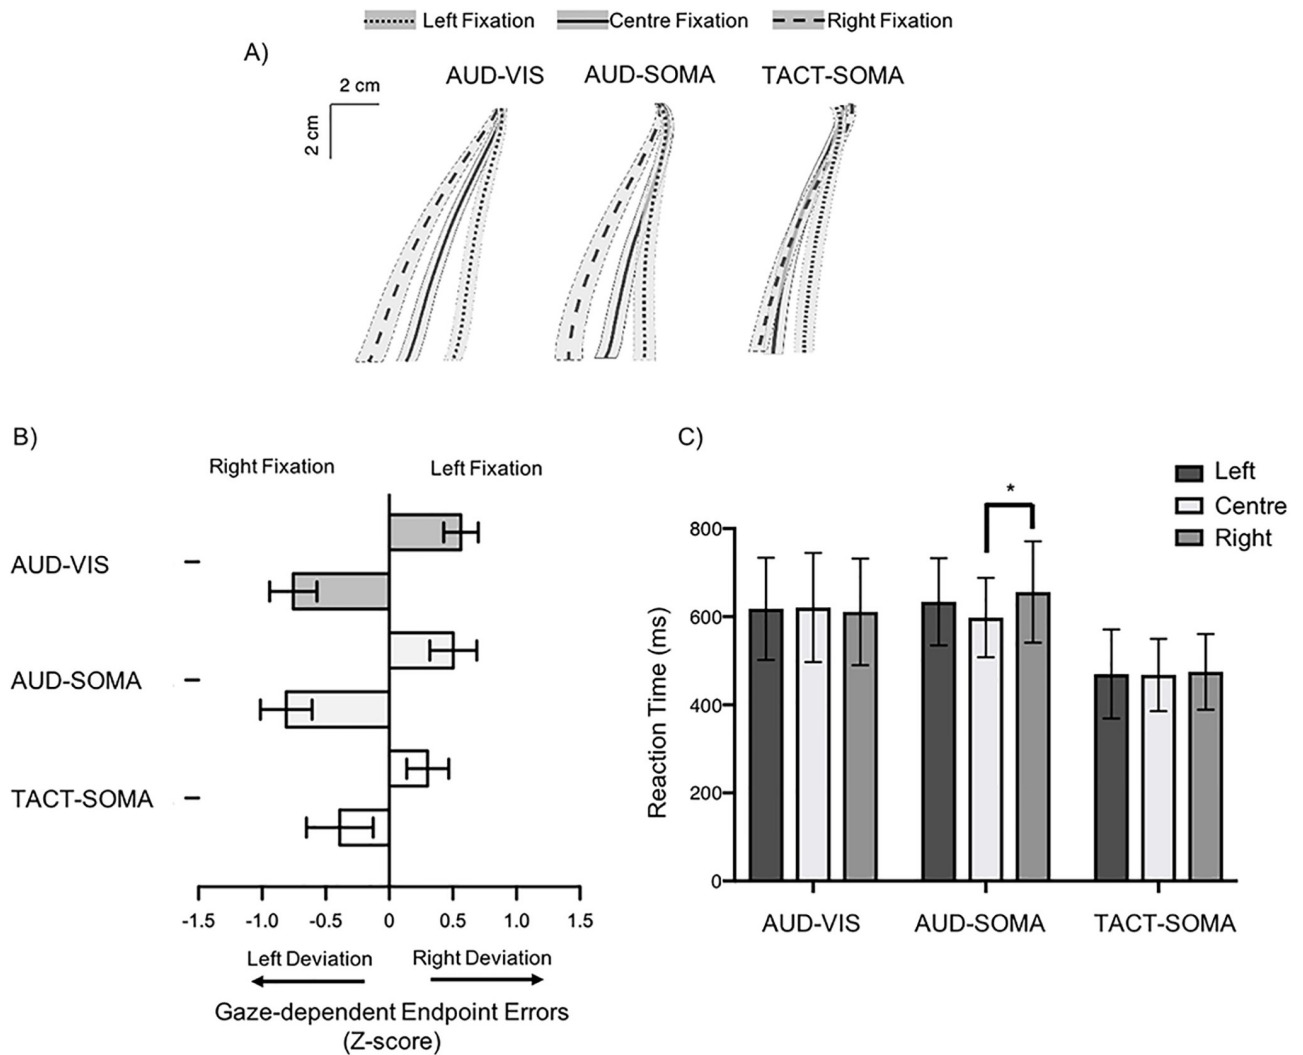 Left Fixation Centre Fixation Right Fixation
A)
AUD-VIS AUD-SOMA TACT-SOMA
2 cm
2 cm
B)
Right Fixation Left Fixation
AUD-VIS
AUD-SOMA
TACT-SOMA
-1.5 -1.0 -0.5 0 0.5 1.0 1.5
Left Deviation Right Deviation
Gaze-dependent Endpoint Errors
(Z-score)
C)
Left
Centre
Right
*
800
600
400
200
0
Reaction Time (ms)
AUD-VIS AUD-SOMA TACT-SOMA